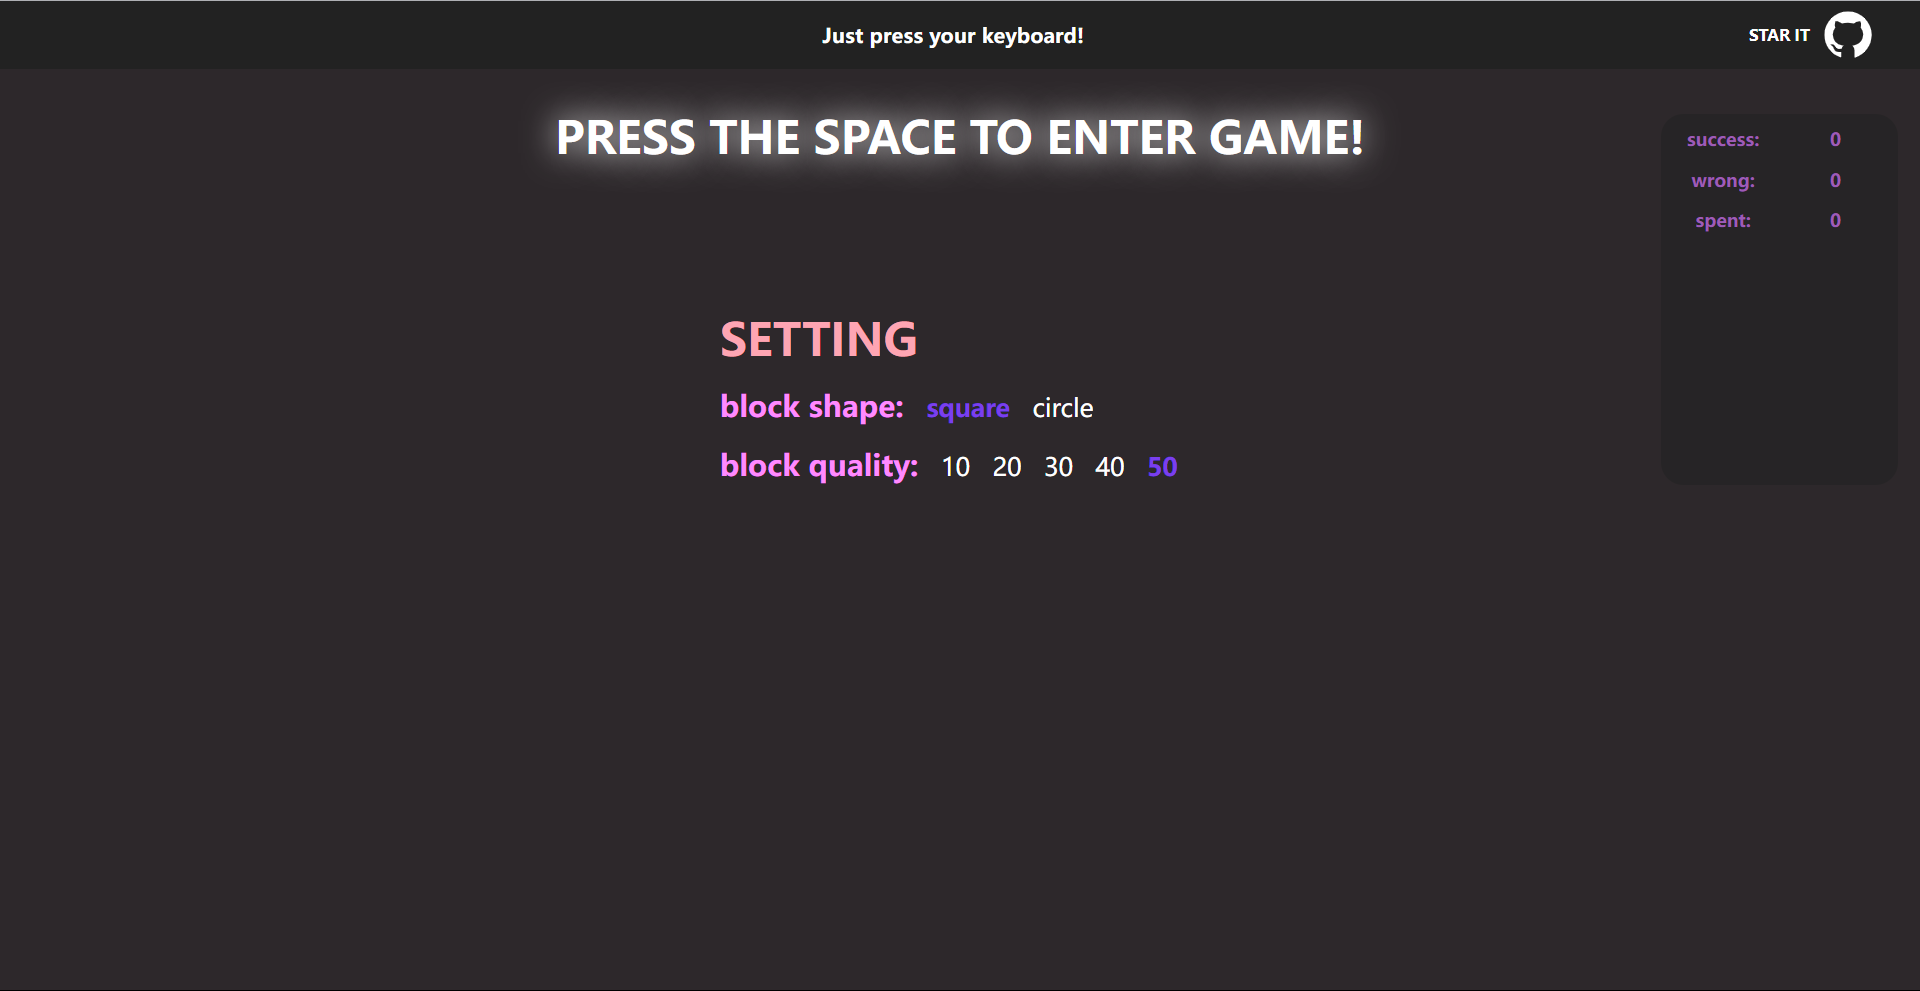 Just press your keyboard!
STAR IT
PRESS THE SPACE TO ENTER GAME!
success: 0
wrong: 0
spent: 0
SETTING
block shape: square circle
block quality: 10 20 30 40 50